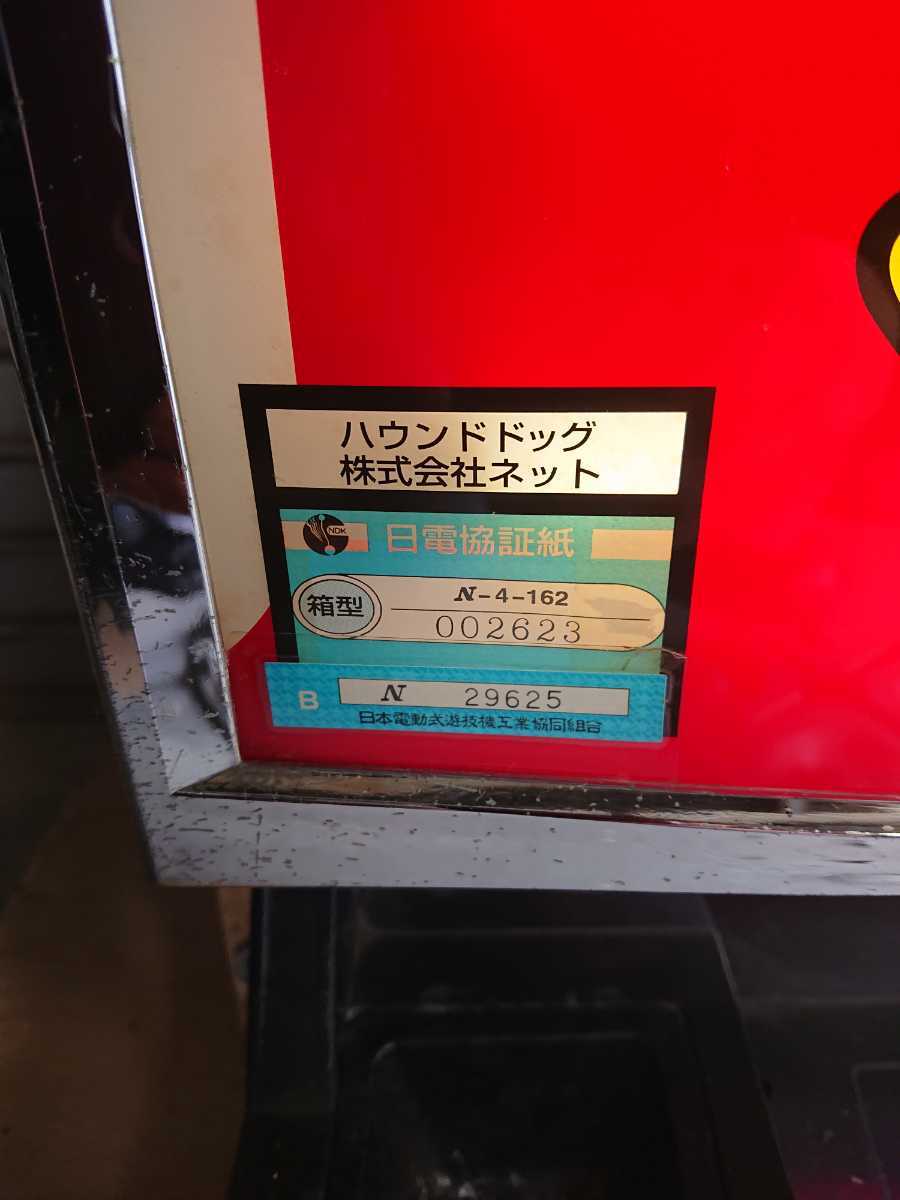 ハウンドドッグ
株式会社ネット
NDK
日電協証紙
箱型
N-4-162
002623
B N 29625
日本電動式遊技機工業協同組合